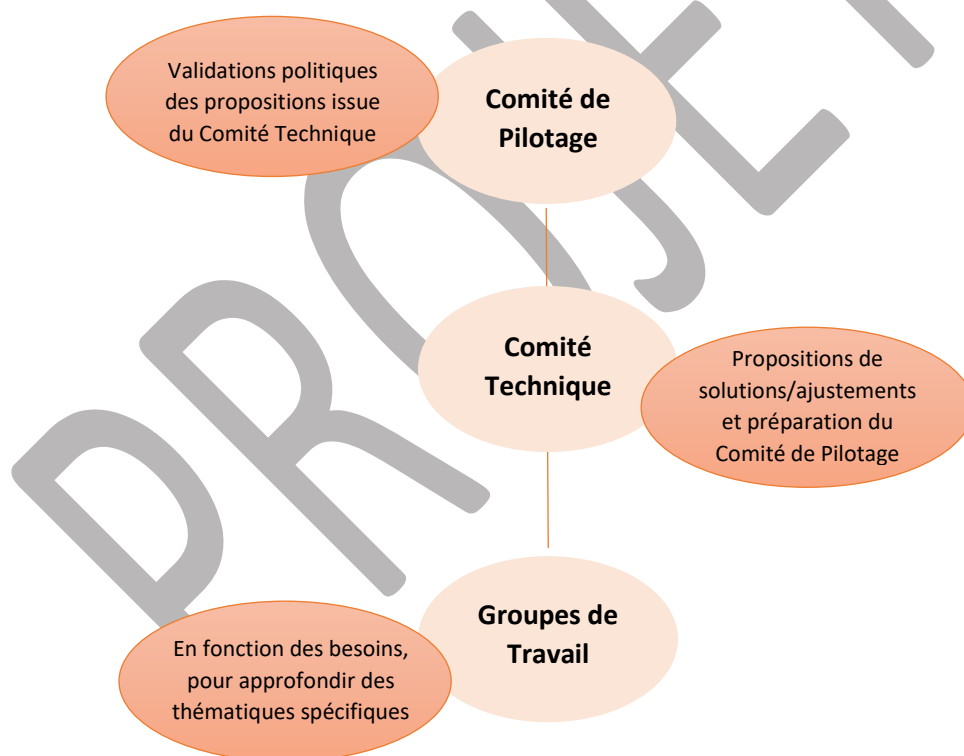 Validations politiques
des propositions issue
du Comité Technique
Comité de
Pilotage
Comité
Technique
Propositions de
solutions/ajustements
et préparation du
Comité de Pilotage
Groupes de
Travail
En fonction des besoins,
pour approfondir des
thématiques spécifiques
PROJET